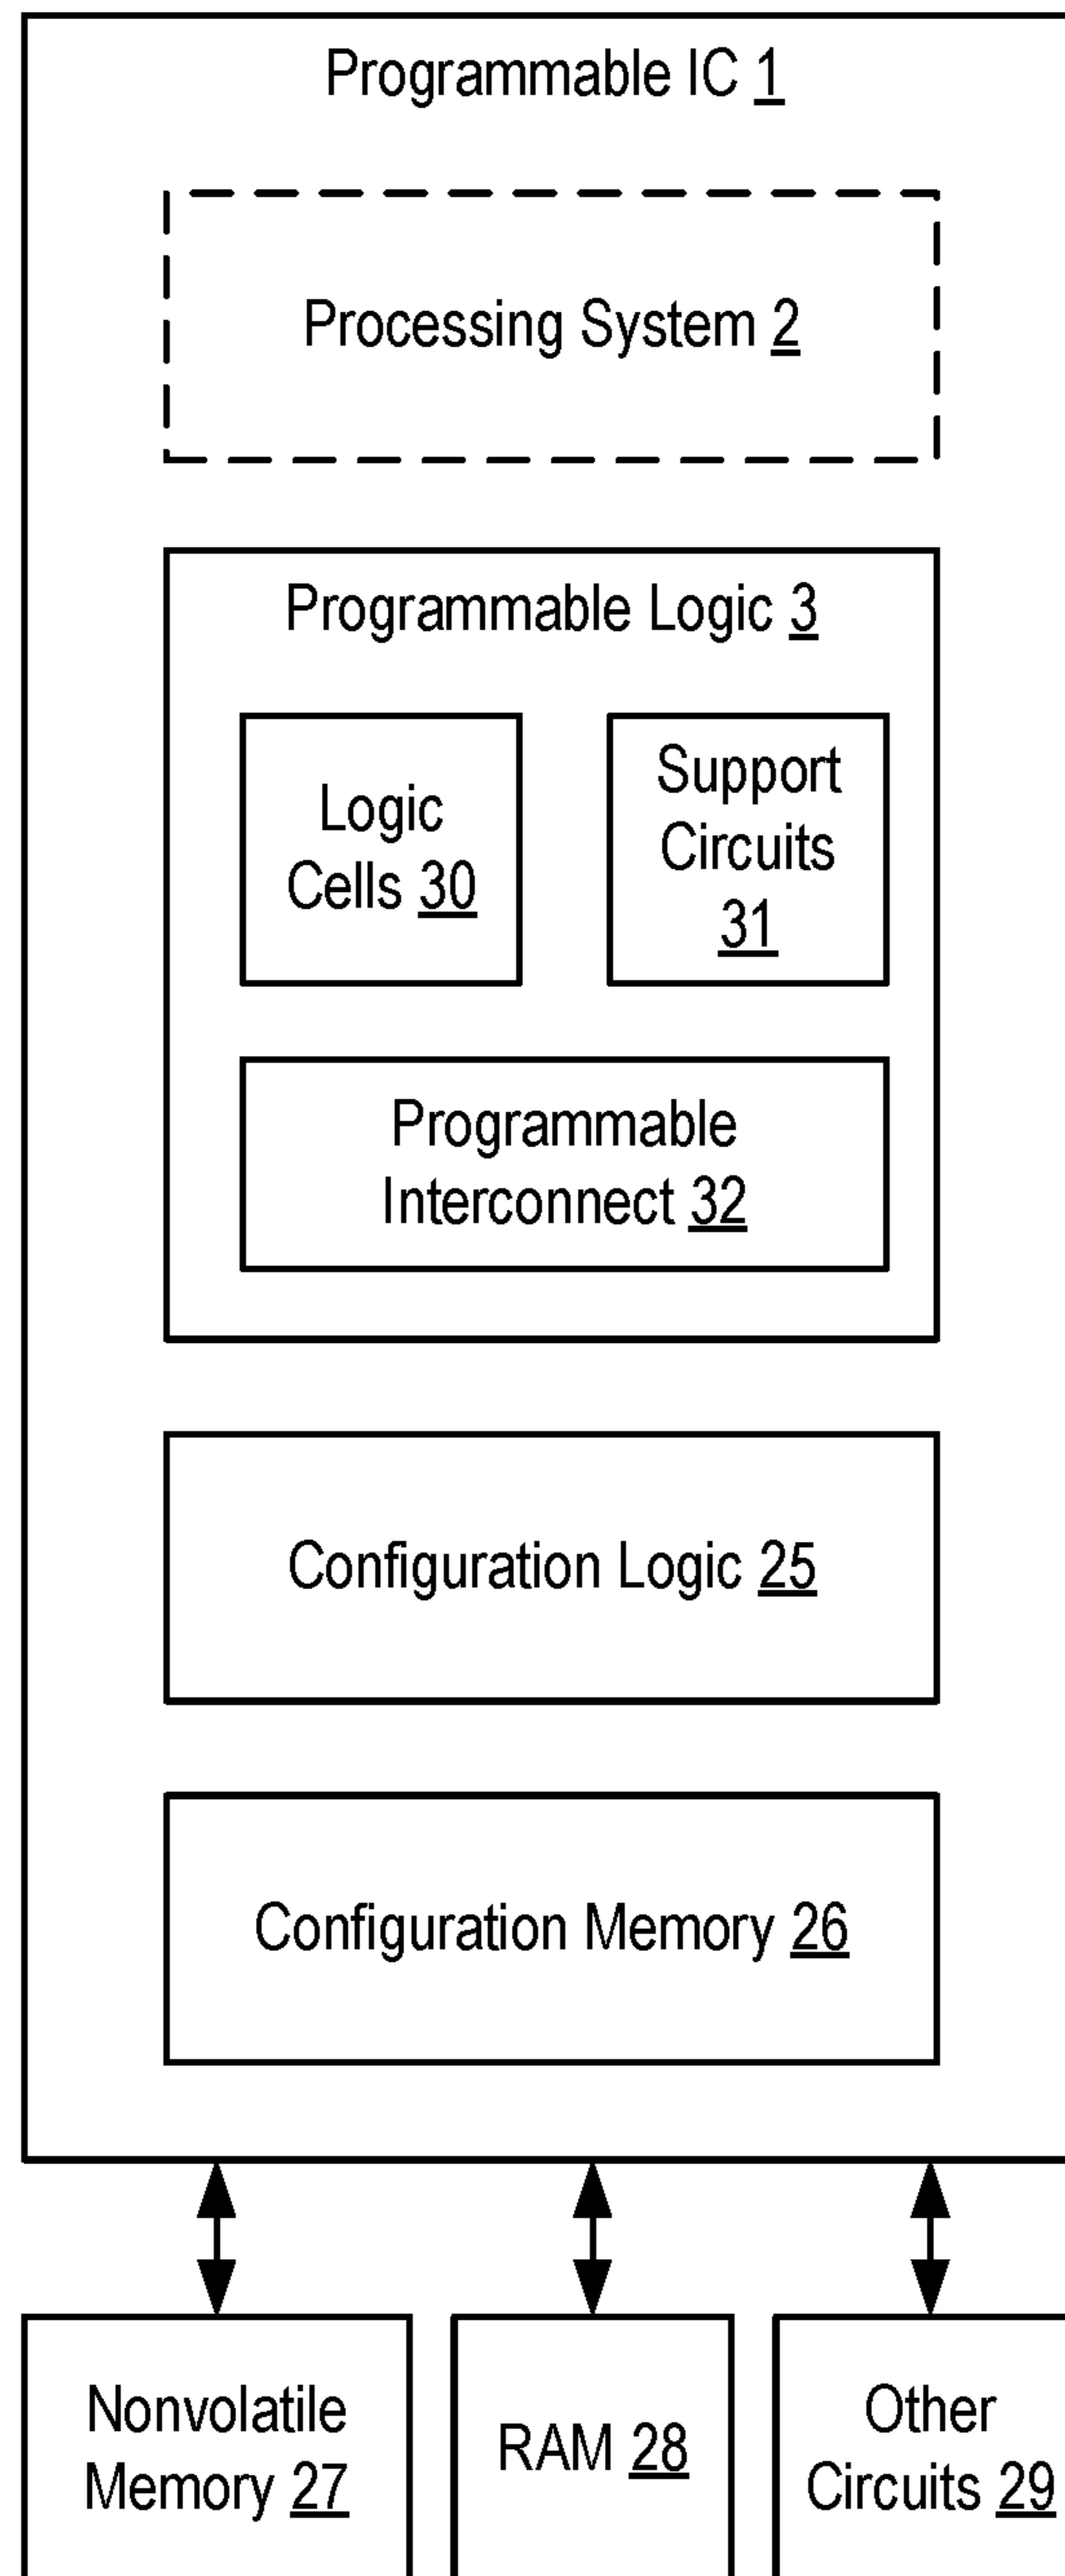 Programmable IC 1
Processing System 2
Programmable Logic 3
Logic
Cells 30
Support
Circuits
31
Programmable
Interconnect 32
Configuration Logic 25
Configuration Memory 26
Nonvolatile
Memory 27
RAM 28
Other
Circuits 29